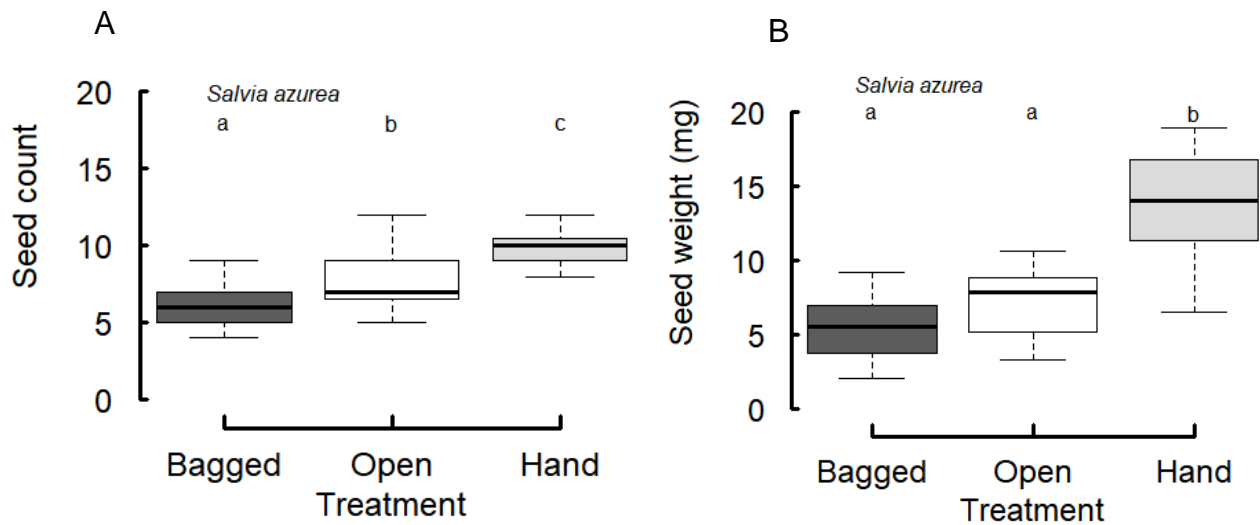 A
Seed count
Salvia azurea
a b c
20
15
10
5
0
Bagged Open Hand
Treatment
B
Seed weight (mg)
Salvia azurea
a a b
20
15
10
5
0
Bagged Open Hand
Treatment